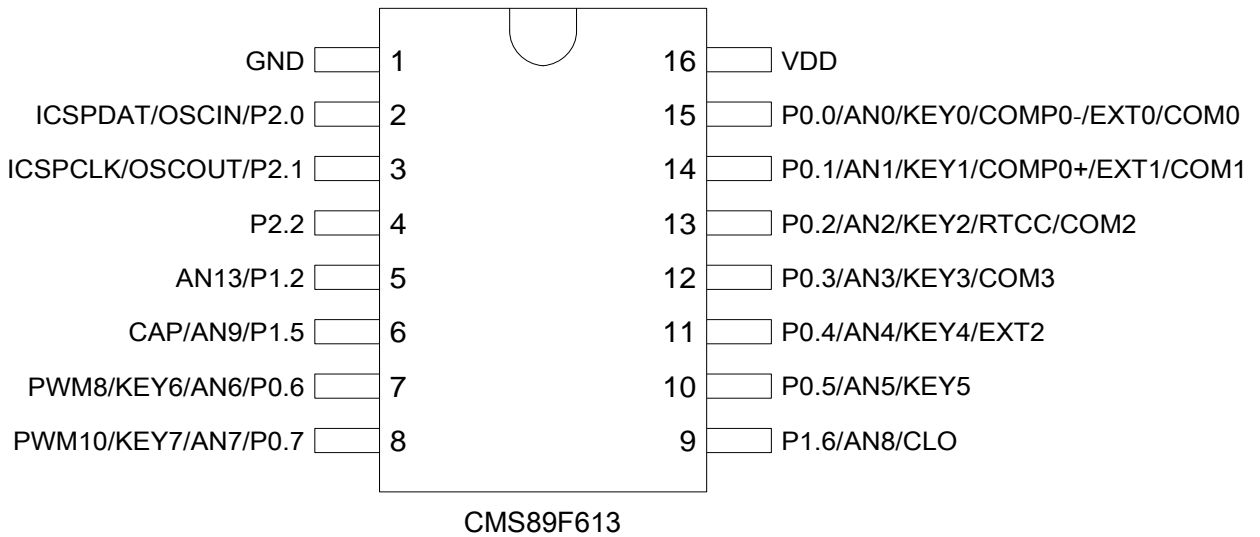 GND 1 16 VDD
ICSPDAT/OSCIN/P2.0 2 15 P0.0/AN0/KEY0/COMP0-/EXT0/COM0
ICSPCLK/OSCOUT/P2.1 3 14 P0.1/AN1/KEY1/COMP0+/EXT1/COM1
P2.2 4 13 P0.2/AN2/KEY2/RTCC/COM2
AN13/P1.2 5 12 P0.3/AN3/KEY3/COM3
CAP/AN9/P1.5 6 11 P0.4/AN4/KEY4/EXT2
PWM8/KEY6/AN6/P0.6 7 10 P0.5/AN5/KEY5
PWM10/KEY7/AN7/P0.7 8 9 P1.6/AN8/CLO
CMS89F613